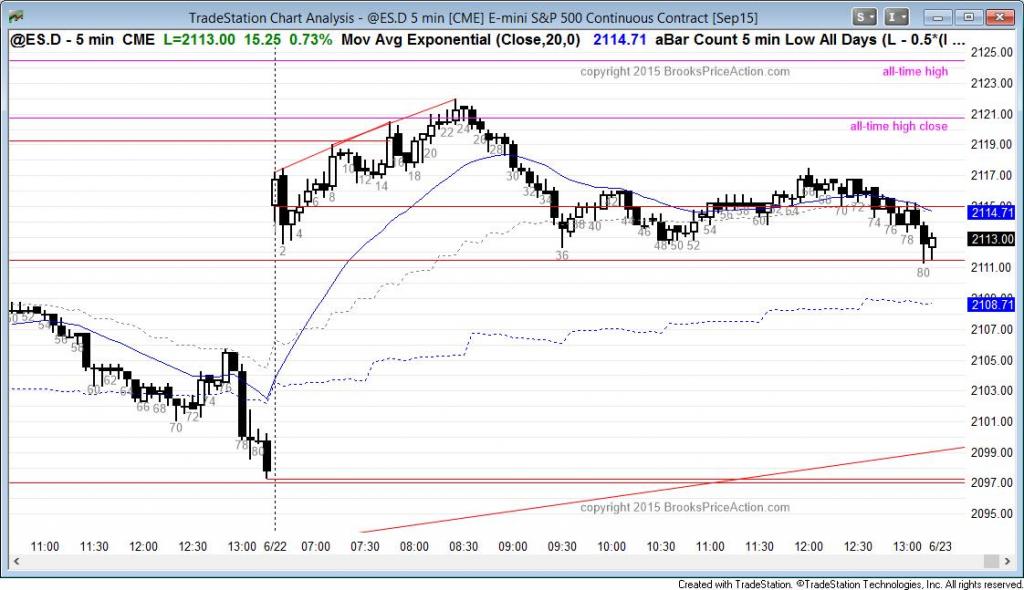 TradeStation Chart Analysis - @ES.D 5 min [CME] E-mini S&P 500 Continuous Contract [Sep15]
S I
@ES.D - 5 min CME L=2113.00 15.25 0.73% Mov Avg Exponential (Close,20,0) 2114.71 aBar Count 5 min Low All Days (L - 0.5*(I ...
2125.00
copyright 2015 BrooksPriceAction.com
all-time high
2123.00
2121.00
all-time high close
2119.00
2117.00
2114.71
2113.00
2111.00
2108.71
2107.00
2105.00
2103.00
2101.00
2099.00
2097.00
2095.00
50 52 54 56 58 60 62 64 66 68 70 72 74 76 78 80
2 4 6 8 10 12 14 16 18 20 22 24 26 28 30 32 34 36 38 40 42 44 46 48 50 52 54 56 58 60 62 64 66 68 70 72 74 76 78 80
copyright 2015 BrooksPriceAction.com
11:00 11:30 12:00 12:30 13:00 6/22 07:00 07:30 08:00 08:30 09:00 09:30 10:00 10:30 11:00 11:30 12:00 12:30 13:00 6/23
Created with TradeStation. ©TradeStation Technologies, Inc. All rights reserved.